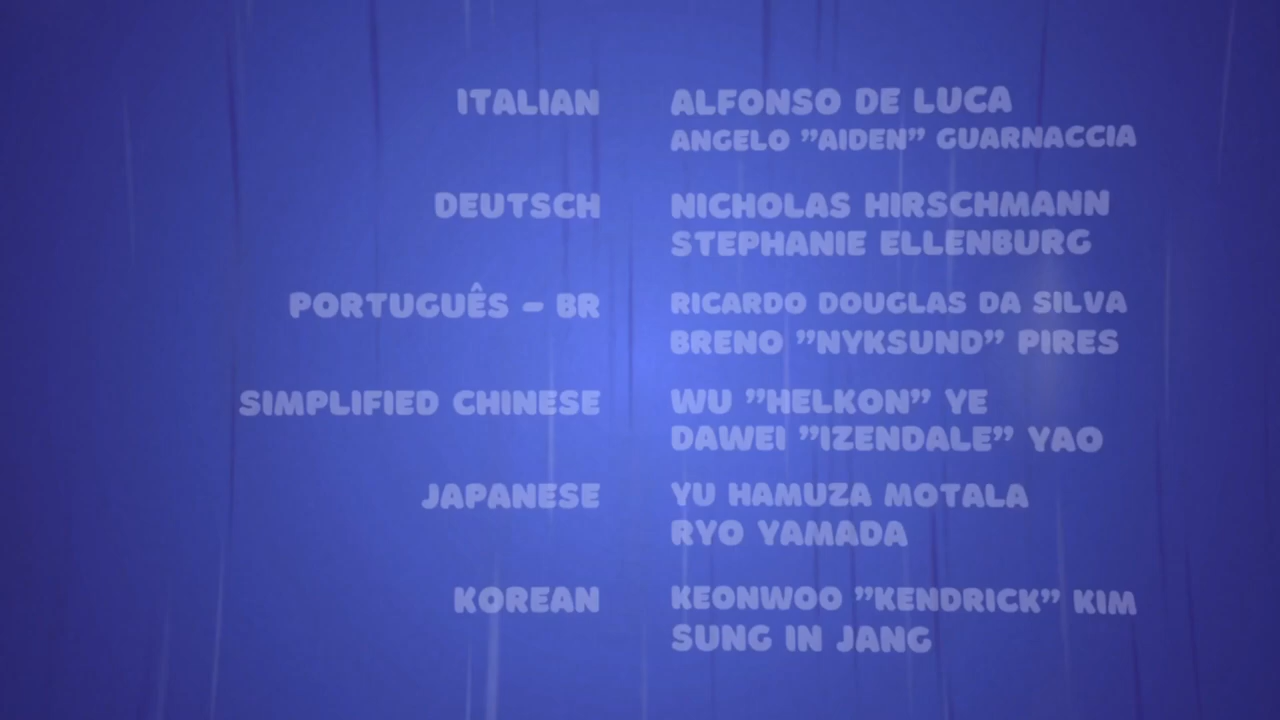 ITALIAN ALFONSO DE LUCA
ANGELO ”AIDEN” GUARNACCIA
DEUTSCH NICHOLAS HIRSCHMANN
STEPHANIE ELLENBURG
PORTUGUÊS – BR RICARDO DOUGLAS DA SILVA
BRENO ”NYKSUND” PIRES
SIMPLIFIED CHINESE WU ”HELKON” YE
DAWEI ”IZENDALE” YAO
JAPANESE YU HAMUZA MOTALA
RYO YAMADA
KOREAN KEONWOO ”KENDRICK” KIM
SUNG IN JANG